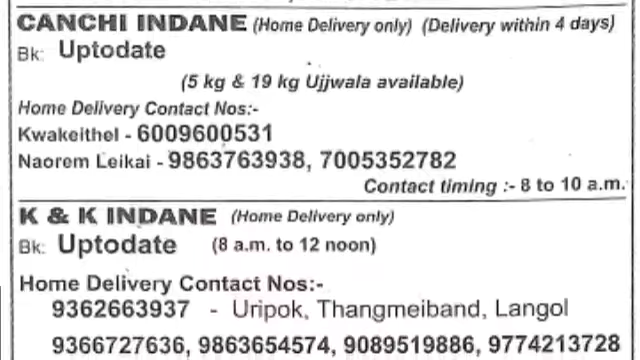 CANCHI INDANE (Home Delivery only) (Delivery within 4 days)
Bk: Uptodate
(5 kg & 19 kg Ujjwala available)
Home Delivery Contact Nos:-
Kwakeithel - 6009600531
Naorem Leikai - 9863763938, 7005352782
Contact timing :- 8 to 10 a.m.
K & K INDANE (Home Delivery only)
Bk: Uptodate (8 a.m. to 12 noon)
Home Delivery Contact Nos:-
9362663937 - Uripok, Thangmeiband, Langol
9366727636, 9863654574, 9089519886, 9774213728